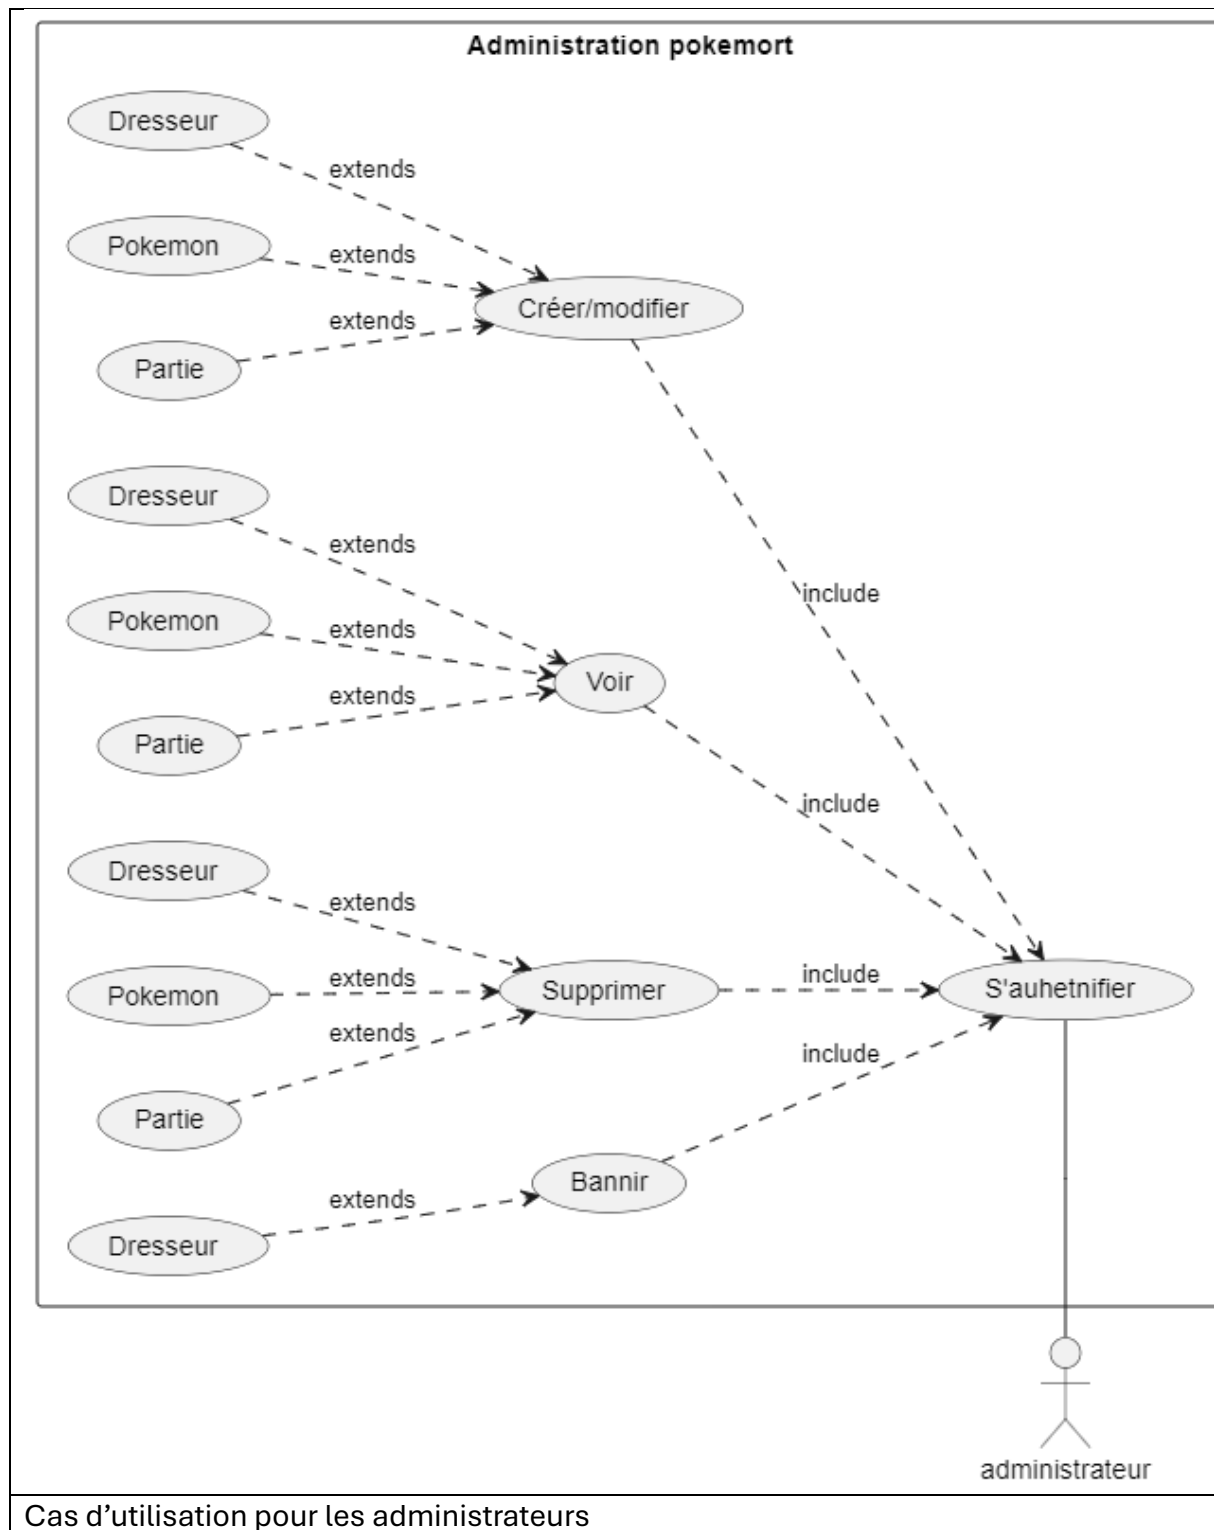 Administration pokemort
Dresseur
extends
Pokemon
extends
Créer/modifier
extends
Partie
Dresseur
extends
include
Pokemon
extends
Voir
extends
Partie
include
Dresseur
extends
Pokemon
extends
Supprimer
include
S'auhetnifier
extends
include
Partie
Bannir
extends
Dresseur
administrateur
Cas d’utilisation pour les administrateurs